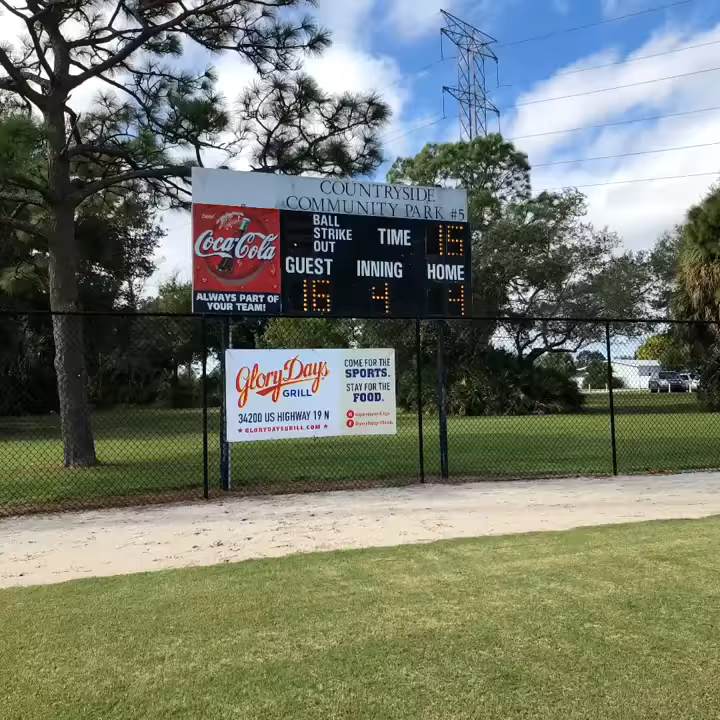 COUNTRYSIDE
COMMUNITY PARK #5
Coca-Cola
ALWAYS PART OF
YOUR TEAM!
BALL
STRIKE
OUT
TIME
15
GUEST
INNING
HOME
16
4
4
Glory Days
GRILL
34200 US HIGHWAY 19 N
★ GLORYDAYSGRILL.COM ★
COME FOR THE
SPORTS.
STAY FOR THE
FOOD.